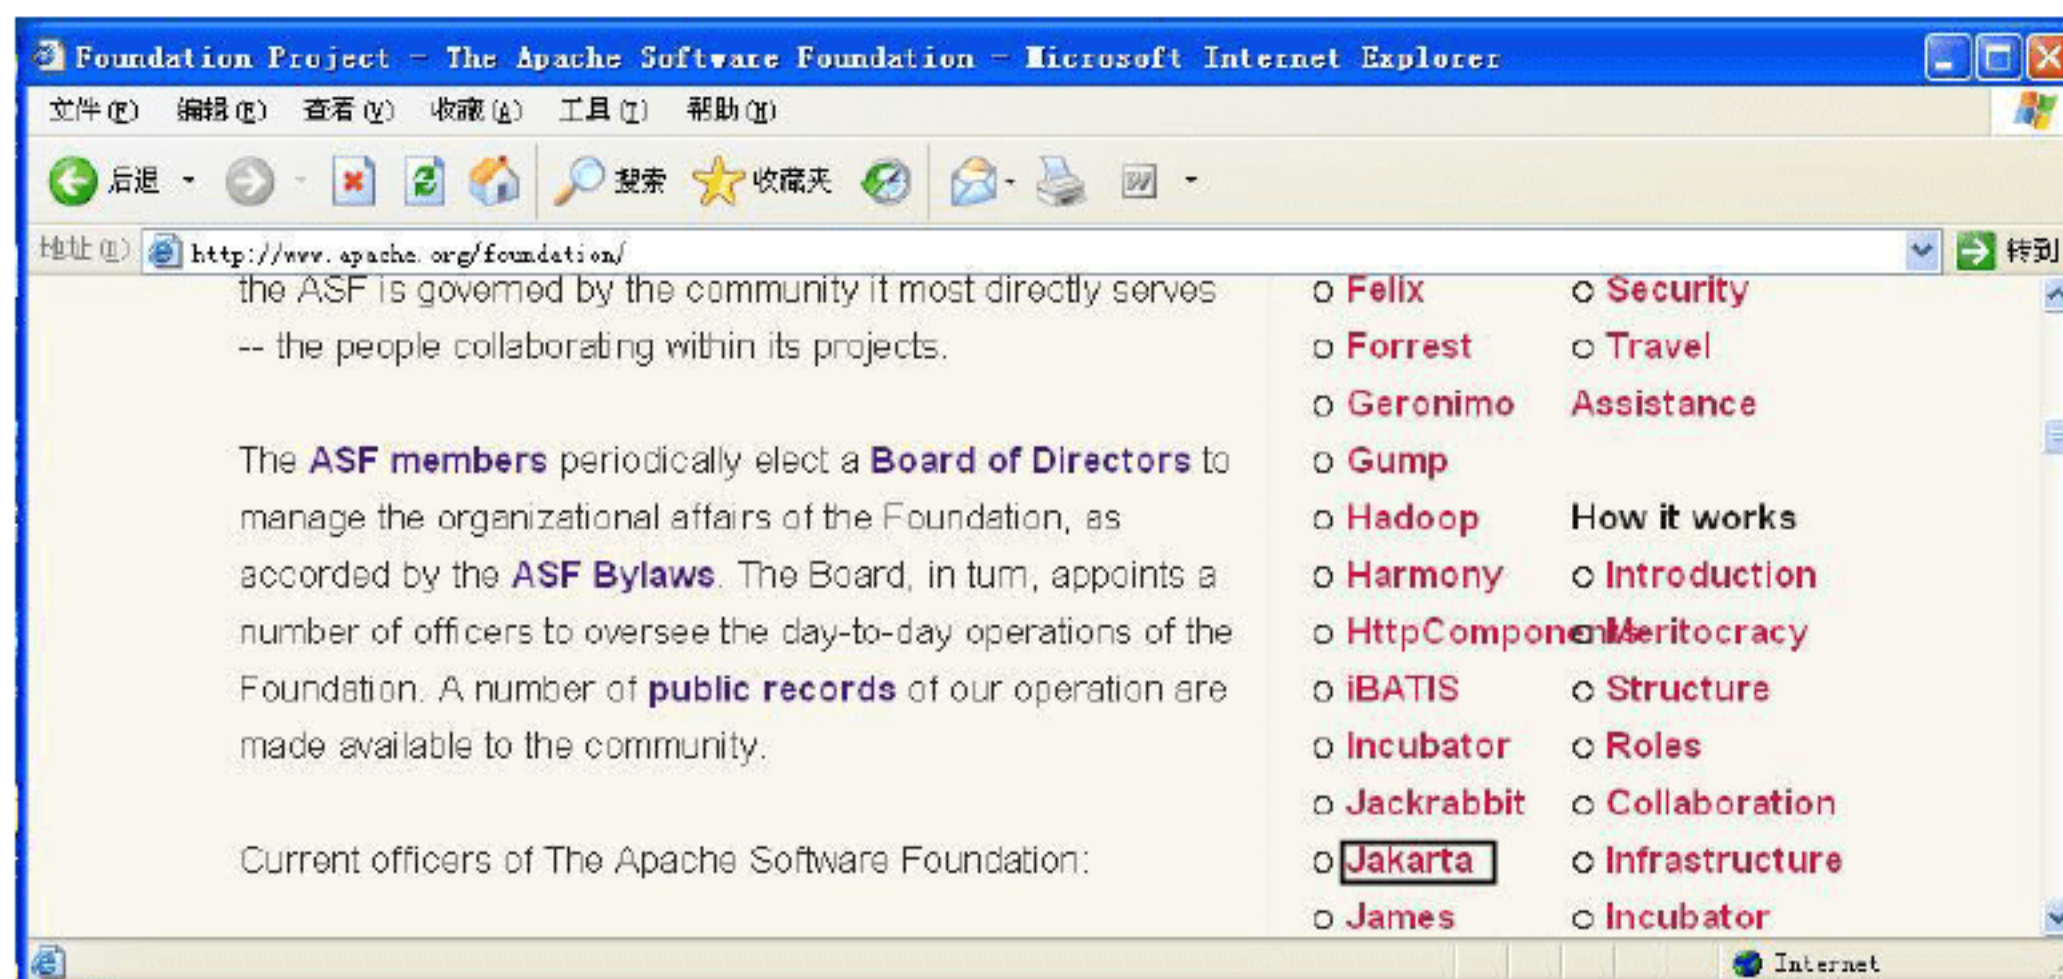 Foundation Project - The Apache Software Foundation - Microsoft Internet Explorer
文件(F) 编辑(E) 查看(V) 收藏(A) 工具(T) 帮助(H)
后退 搜索 收藏夹
地址(D) http://www.apache.org/foundation/ 转到
the ASF is governed by the community it most directly serves
-- the people collaborating within its projects.
The ASF members periodically elect a Board of Directors to
manage the organizational affairs of the Foundation, as
accorded by the ASF Bylaws. The Board, in turn, appoints a
number of officers to oversee the day-to-day operations of the
Foundation. A number of public records of our operation are
made available to the community.
Current officers of The Apache Software Foundation:
Felix
Forrest
Geronimo
Gump
Hadoop
Harmony
HttpComponents
iBATIS
Incubator
Jackrabbit
Jakarta
James
Security
Travel
Assistance
How it works
Introduction
Meritocracy
Structure
Roles
Collaboration
Infrastructure
Incubator
Internet